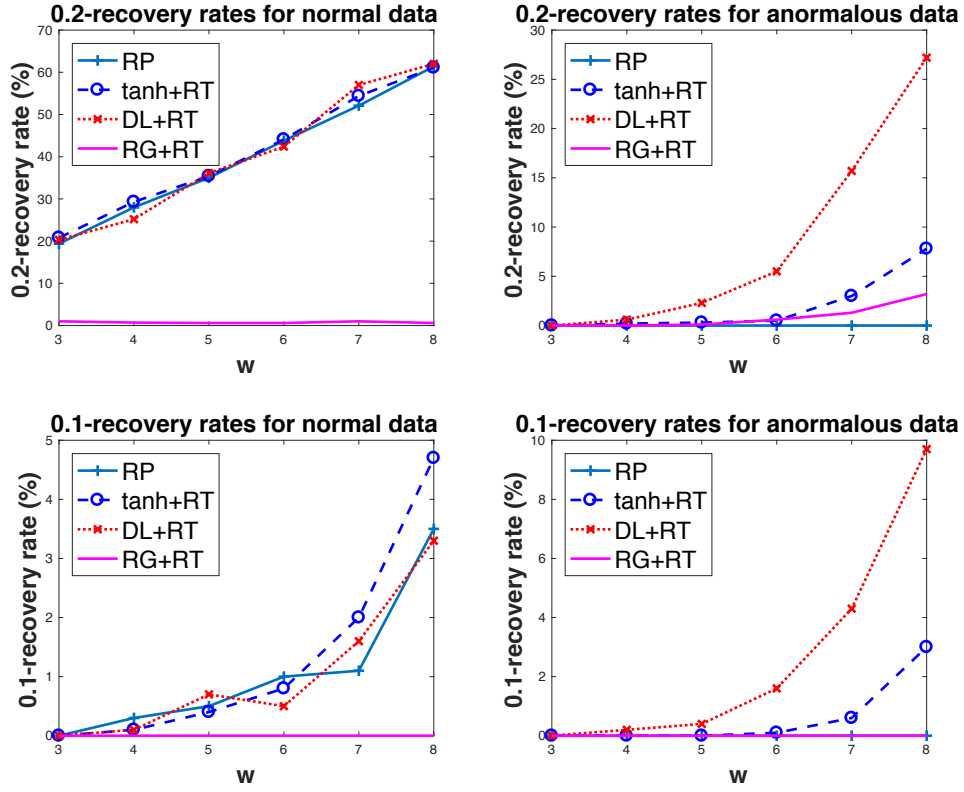 0.2-recovery rates for normal data
0.2-recovery rate (%)
70
60
50
40
30
20
10
0
RP
tanh+RT
DL+RT
RG+RT
3 4 5 6 7 8
w
0.2-recovery rates for anormalous data
0.2-recovery rate (%)
30
25
20
15
10
5
0
RP
tanh+RT
DL+RT
RG+RT
3 4 5 6 7 8
w
0.1-recovery rates for normal data
0.1-recovery rate (%)
5
4
3
2
1
0
RP
tanh+RT
DL+RT
RG+RT
3 4 5 6 7 8
w
0.1-recovery rates for anormalous data
0.1-recovery rate (%)
10
8
6
4
2
0
RP
tanh+RT
DL+RT
RG+RT
3 4 5 6 7 8
w